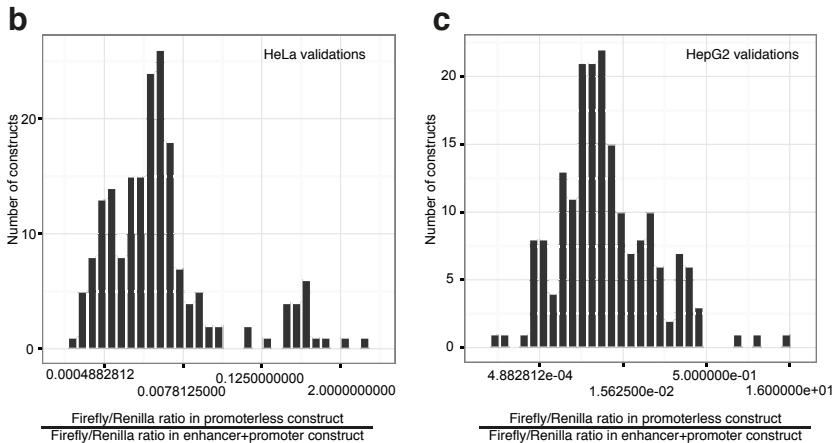 b
HeLa validations
Number of constructs
20
10
0
0.0004882812
0.0078125000
0.1250000000
2.0000000000
Firefly/Renilla ratio in promoterless construct
Firefly/Renilla ratio in enhancer+promoter construct
c
HepG2 validations
Number of constructs
20
15
10
5
0
4.882812e-04
1.562500e-02
5.000000e-01
1.600000e+01
Firefly/Renilla ratio in promoterless construct
Firefly/Renilla ratio in enhancer+promoter construct